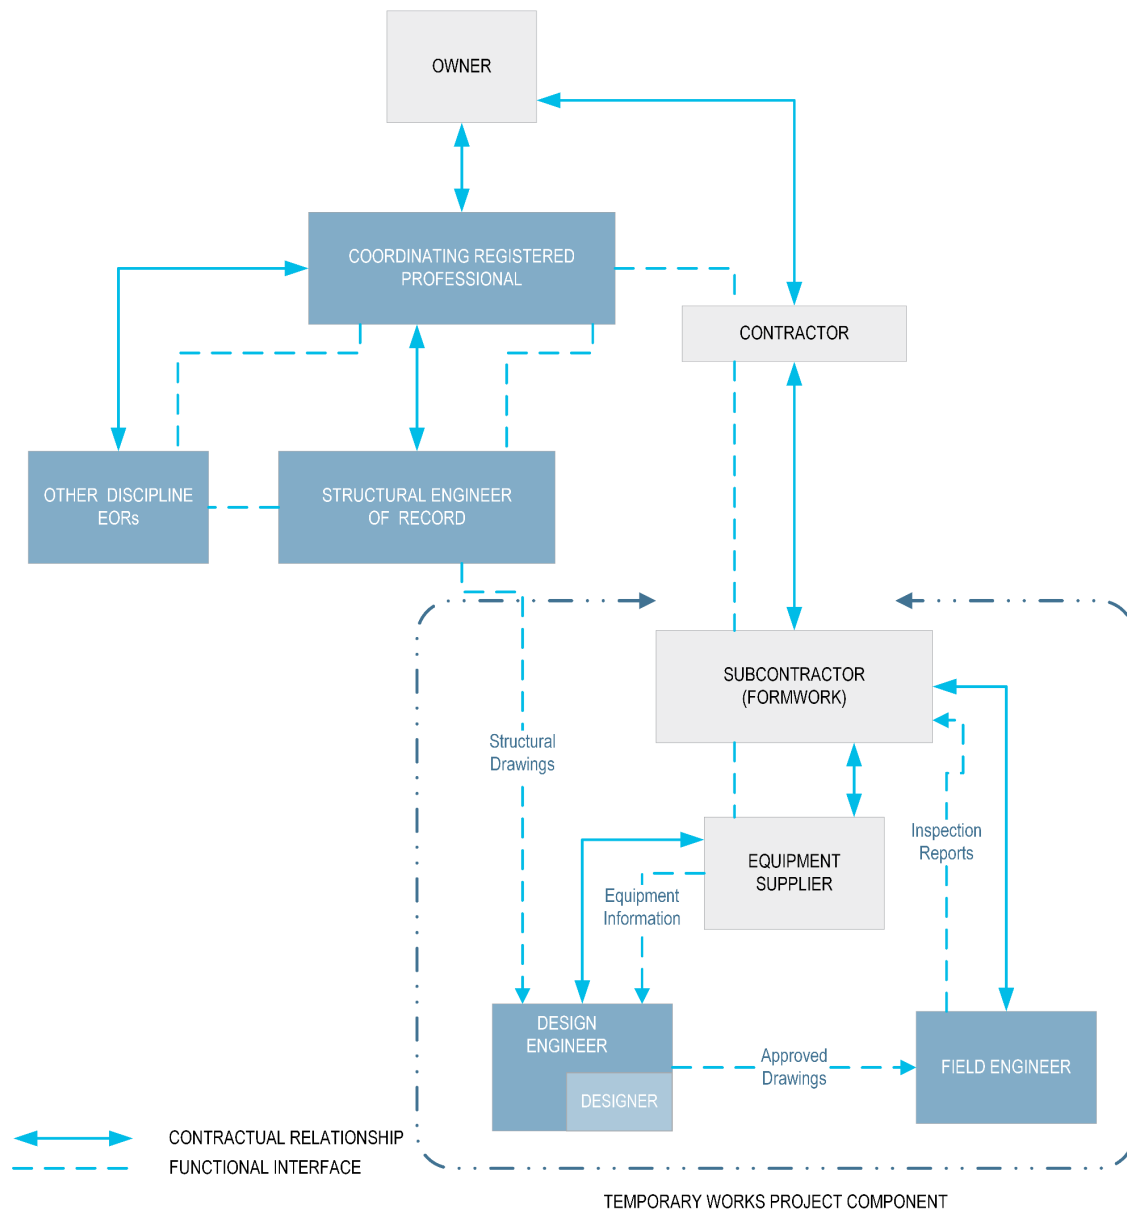 OWNER
COORDINATING REGISTERED
PROFESSIONAL
CONTRACTOR
OTHER DISCIPLINE
EORs
STRUCTURAL ENGINEER
OF RECORD
SUBCONTRACTOR
(FORMWORK)
Structural
Drawings
Inspection
Reports
EQUIPMENT
SUPPLIER
Equipment
Information
DESIGN
ENGINEER
DESIGNER
Approved
Drawings
FIELD ENGINEER
CONTRACTUAL RELATIONSHIP
FUNCTIONAL INTERFACE
TEMPORARY WORKS PROJECT COMPONENT